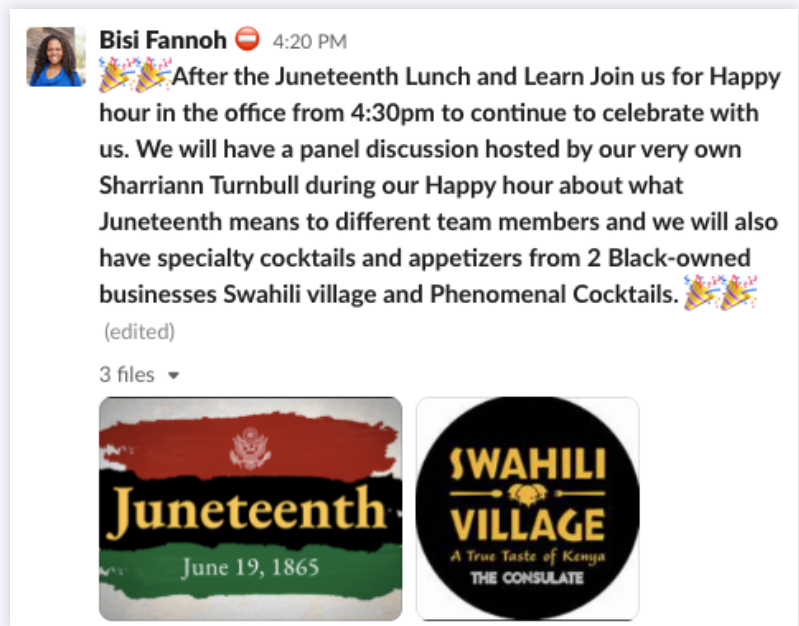 Bisi Fannoh 4:20 PM
After the Juneteenth Lunch and Learn Join us for Happy
hour in the office from 4:30pm to continue to celebrate with
us. We will have a panel discussion hosted by our very own
Sharriann Turnbull during our Happy hour about what
Juneteenth means to different team members and we will also
have specialty cocktails and appetizers from 2 Black-owned
businesses Swahili village and Phenomenal Cocktails.
(edited)
3 files
Juneteenth
June 19, 1865
SWAHILI
VILLAGE
A True Taste of Kenya
THE CONSULATE